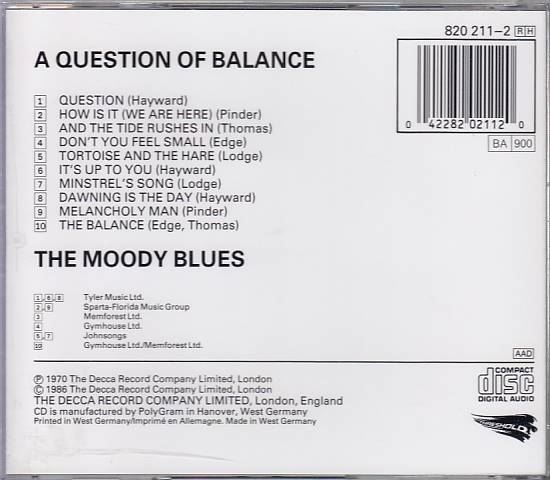 820 211-2 RH
A QUESTION OF BALANCE
0 42282 02112 0
BA 900
1 QUESTION (Hayward)
2 HOW IS IT (WE ARE HERE) (Pinder)
3 AND THE TIDE RUSHES IN (Thomas)
4 DON'T YOU FEEL SMALL (Edge)
5 TORTOISE AND THE HARE (Lodge)
6 IT'S UP TO YOU (Hayward)
7 MINSTREL'S SONG (Lodge)
8 DAWNING IS THE DAY (Hayward)
9 MELANCHOLY MAN (Pinder)
10 THE BALANCE (Edge, Thomas)
THE MOODY BLUES
1,6,8 Tyler Music Ltd.
2,9 Sparta-Florida Music Group
3 Memforest Ltd.
4 Gymhouse Ltd.
5,7 Johnsongs
10 Gymhouse Ltd./Memforest Ltd.
AAD
℗ 1970 The Decca Record Company Limited, London
© 1986 The Decca Record Company Limited, London
THE DECCA RECORD COMPANY LIMITED, London, England
CD is manufactured by PolyGram in Hanover, West Germany
Printed in West Germany/Imprimé en Allemagne. Made in West Germany
COMPACT
disc
DIGITAL AUDIO
THRESHOLD